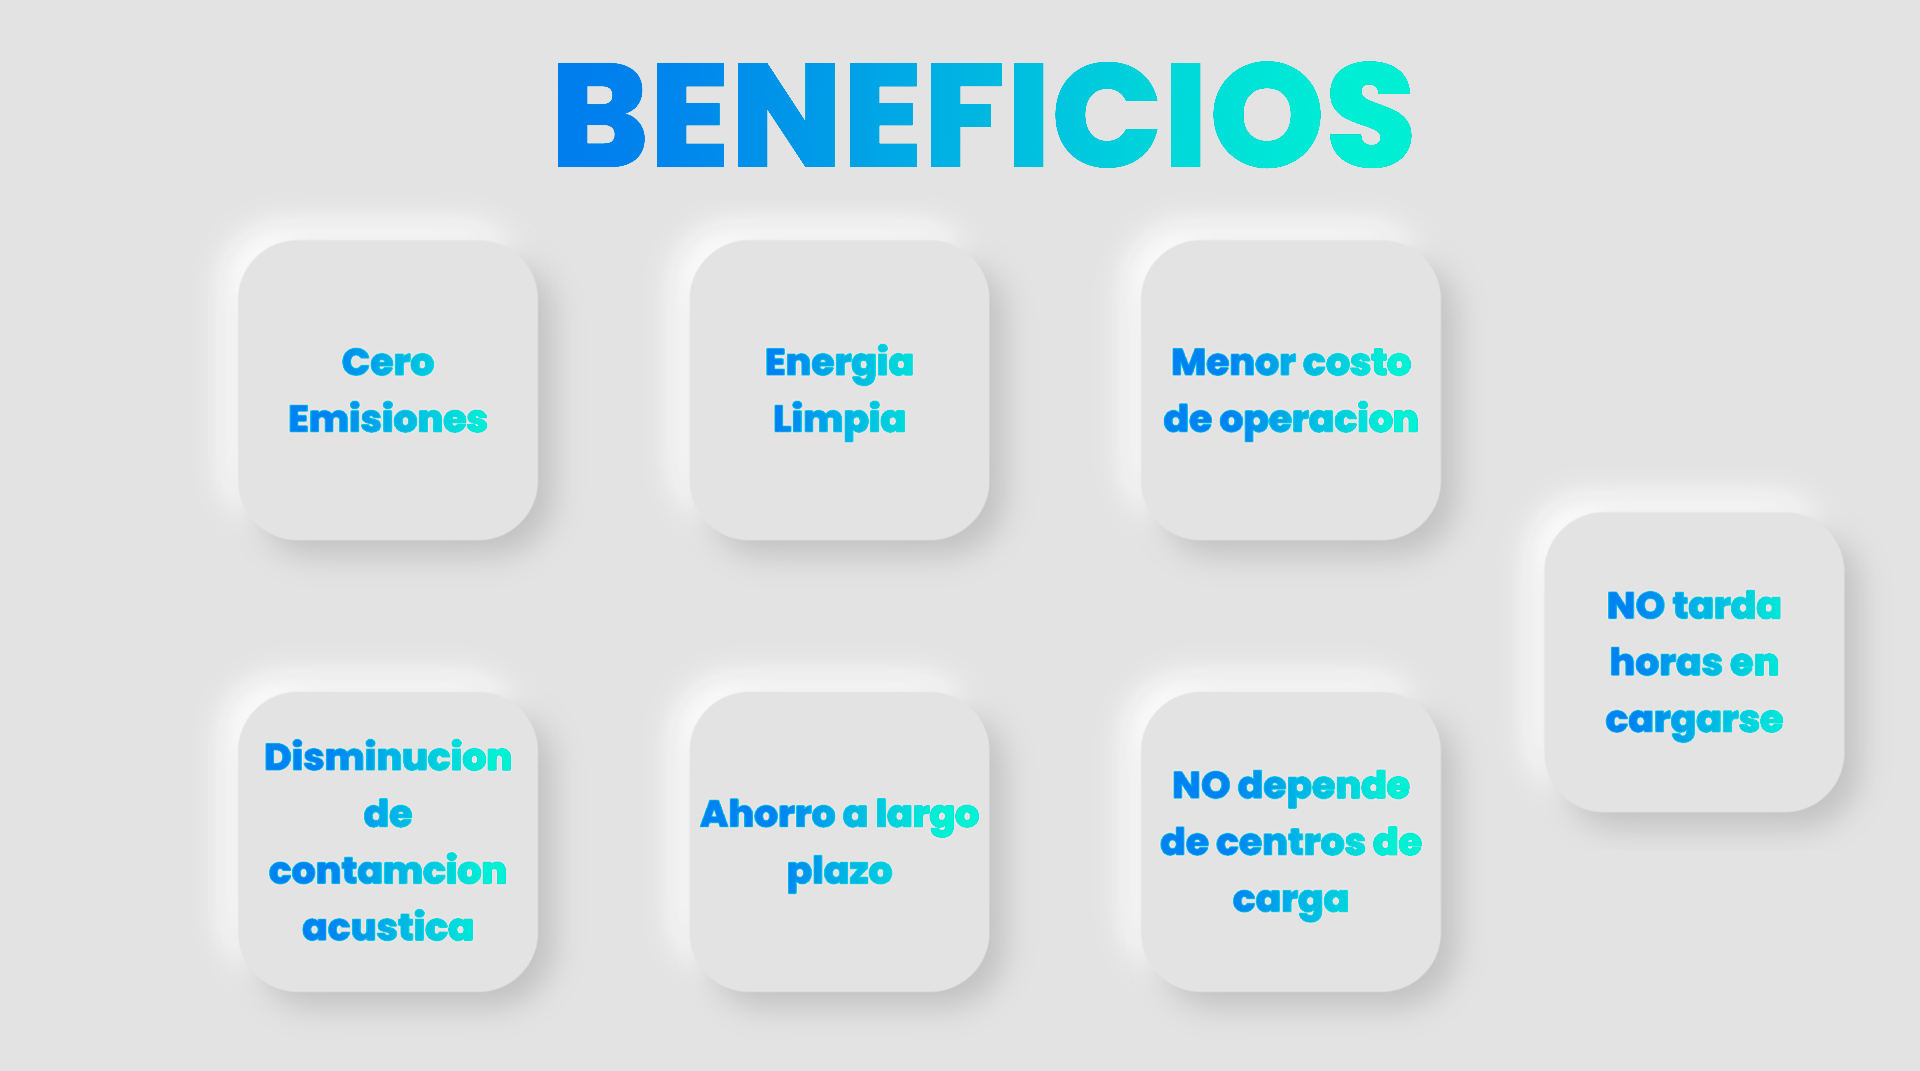 BENEFICIOS
Cero
Emisiones
Energia
Limpia
Menor costo
de operacion
NO tarda
horas en
cargarse
Disminucion
de
contamcion
acustica
Ahorro a largo
plazo
NO depende
de centros de
carga